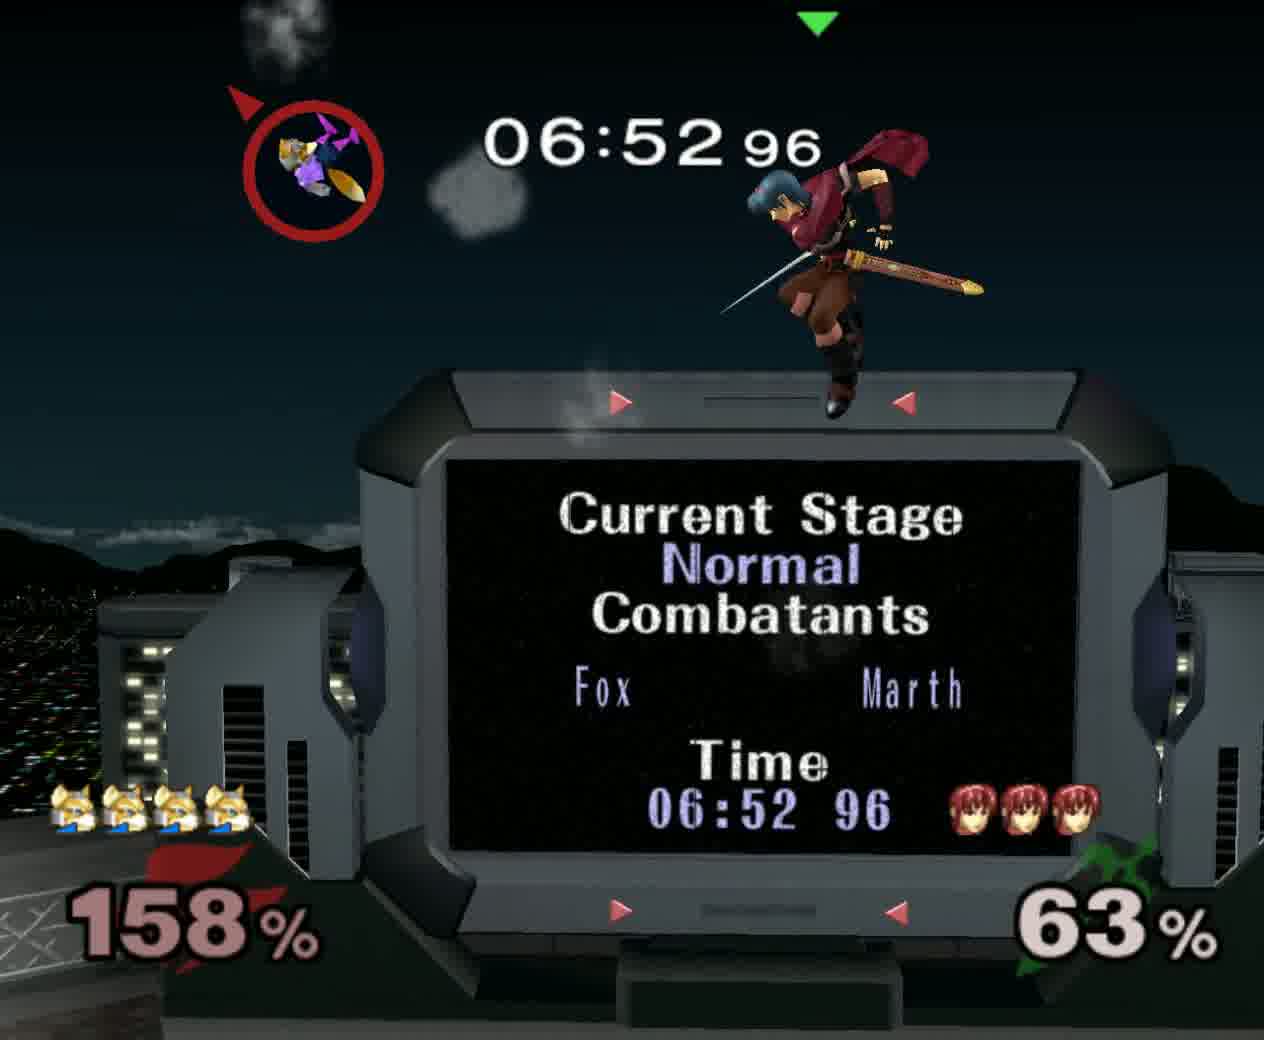 06:52 96
Current Stage
Normal
Combatants
Fox Marth
Time
06:52 96
158% 63%